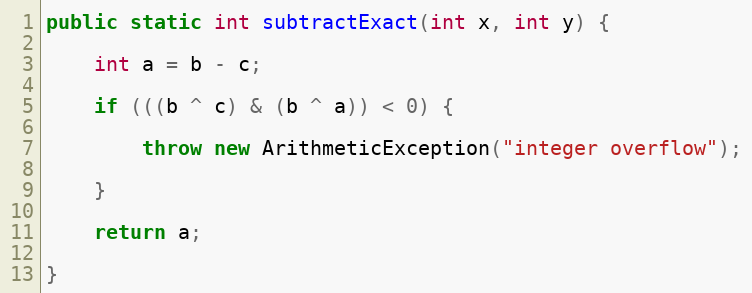 1 public static int subtractExact(int x, int y) {
2
3     int a = b - c;
4
5     if (((b ^ c) & (b ^ a)) < 0) {
6
7         throw new ArithmeticException("integer overflow");
8
9     }
10
11     return a;
12
13 }